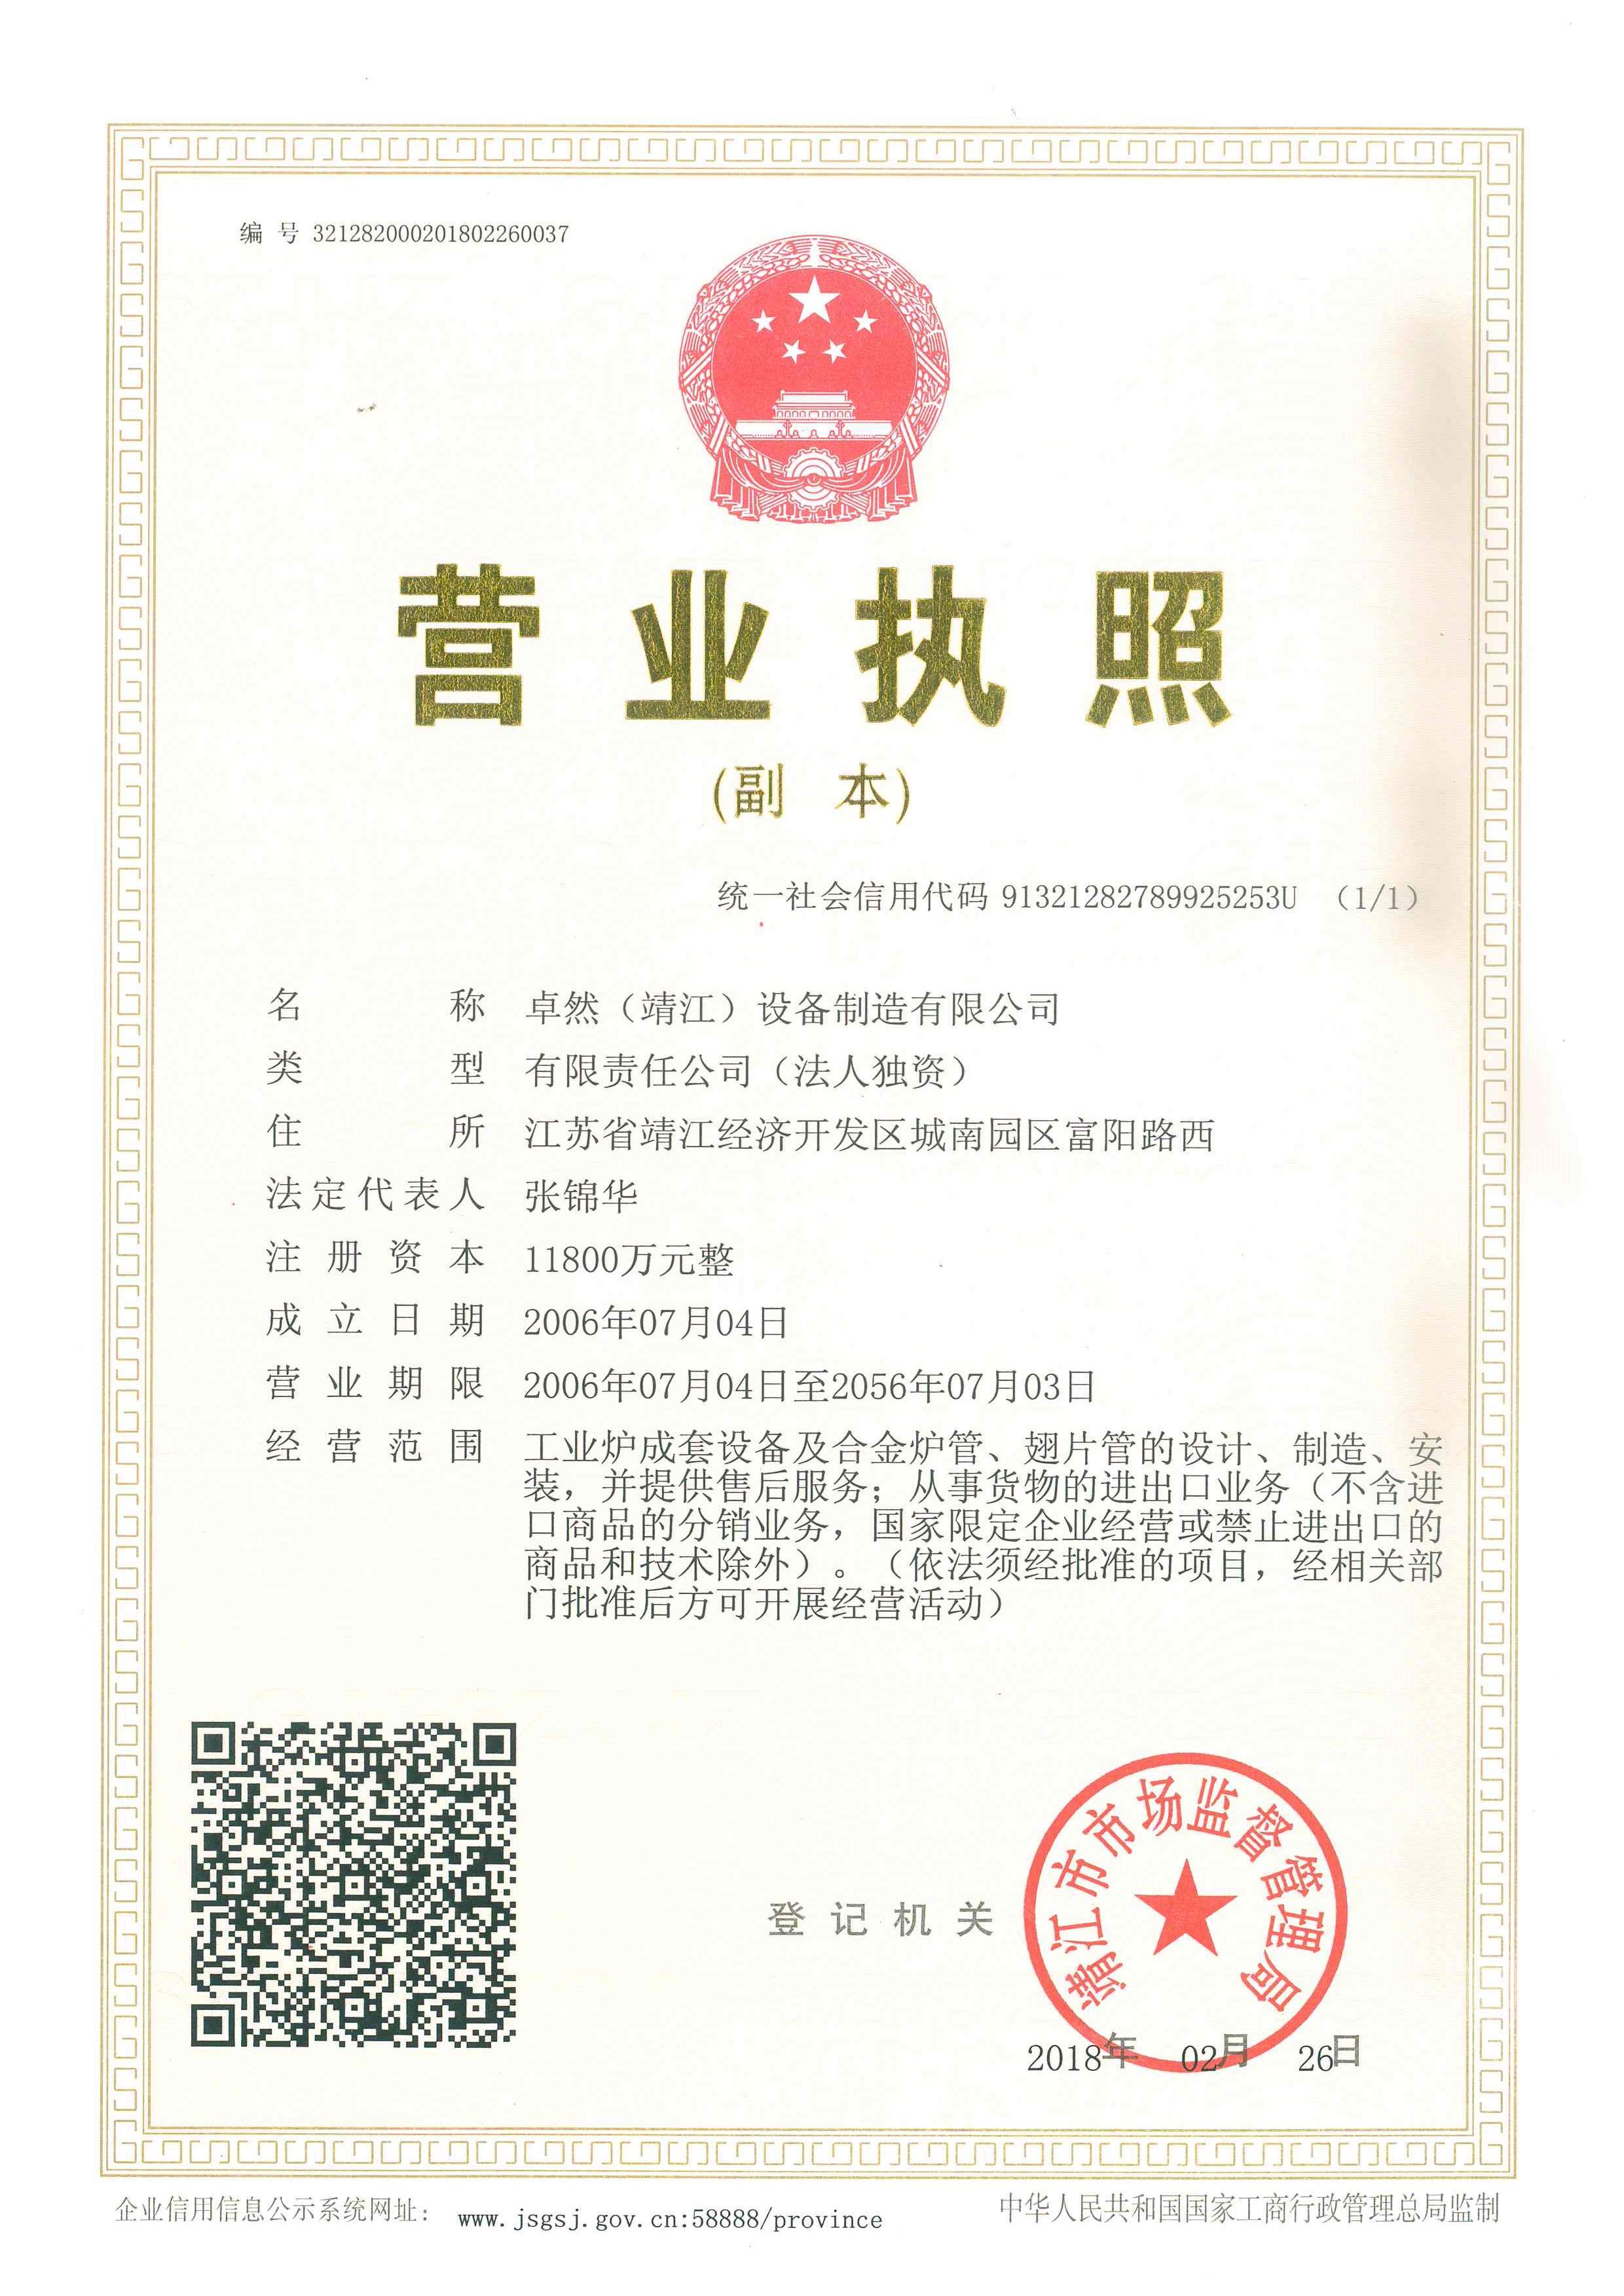 编 号 321282000201802260037
营业执照
(副 本)
统一社会信用代码 91321282789925253U （1/1）
名 称 卓然（靖江）设备制造有限公司
类 型 有限责任公司（法人独资）
住 所 江苏省靖江经济开发区城南园区富阳路西
法定代表人 张锦华
注册资本 11800万元整
成立日期 2006年07月04日
营业期限 2006年07月04日至2056年07月03日
经营范围 工业炉成套设备及合金炉管、翅片管的设计、制造、安
装，并提供售后服务；从事货物的进出口业务（不含进
口商品的分销业务，国家限定企业经营或禁止进出口的
商品和技术除外）。（依法须经批准的项目，经相关部
门批准后方可开展经营活动）
登记机关
靖江市市场监督管理局
2018年 02月 26日
企业信用信息公示系统网址： www.jsgsj.gov.cn:58888/province
中华人民共和国国家工商行政管理总局监制